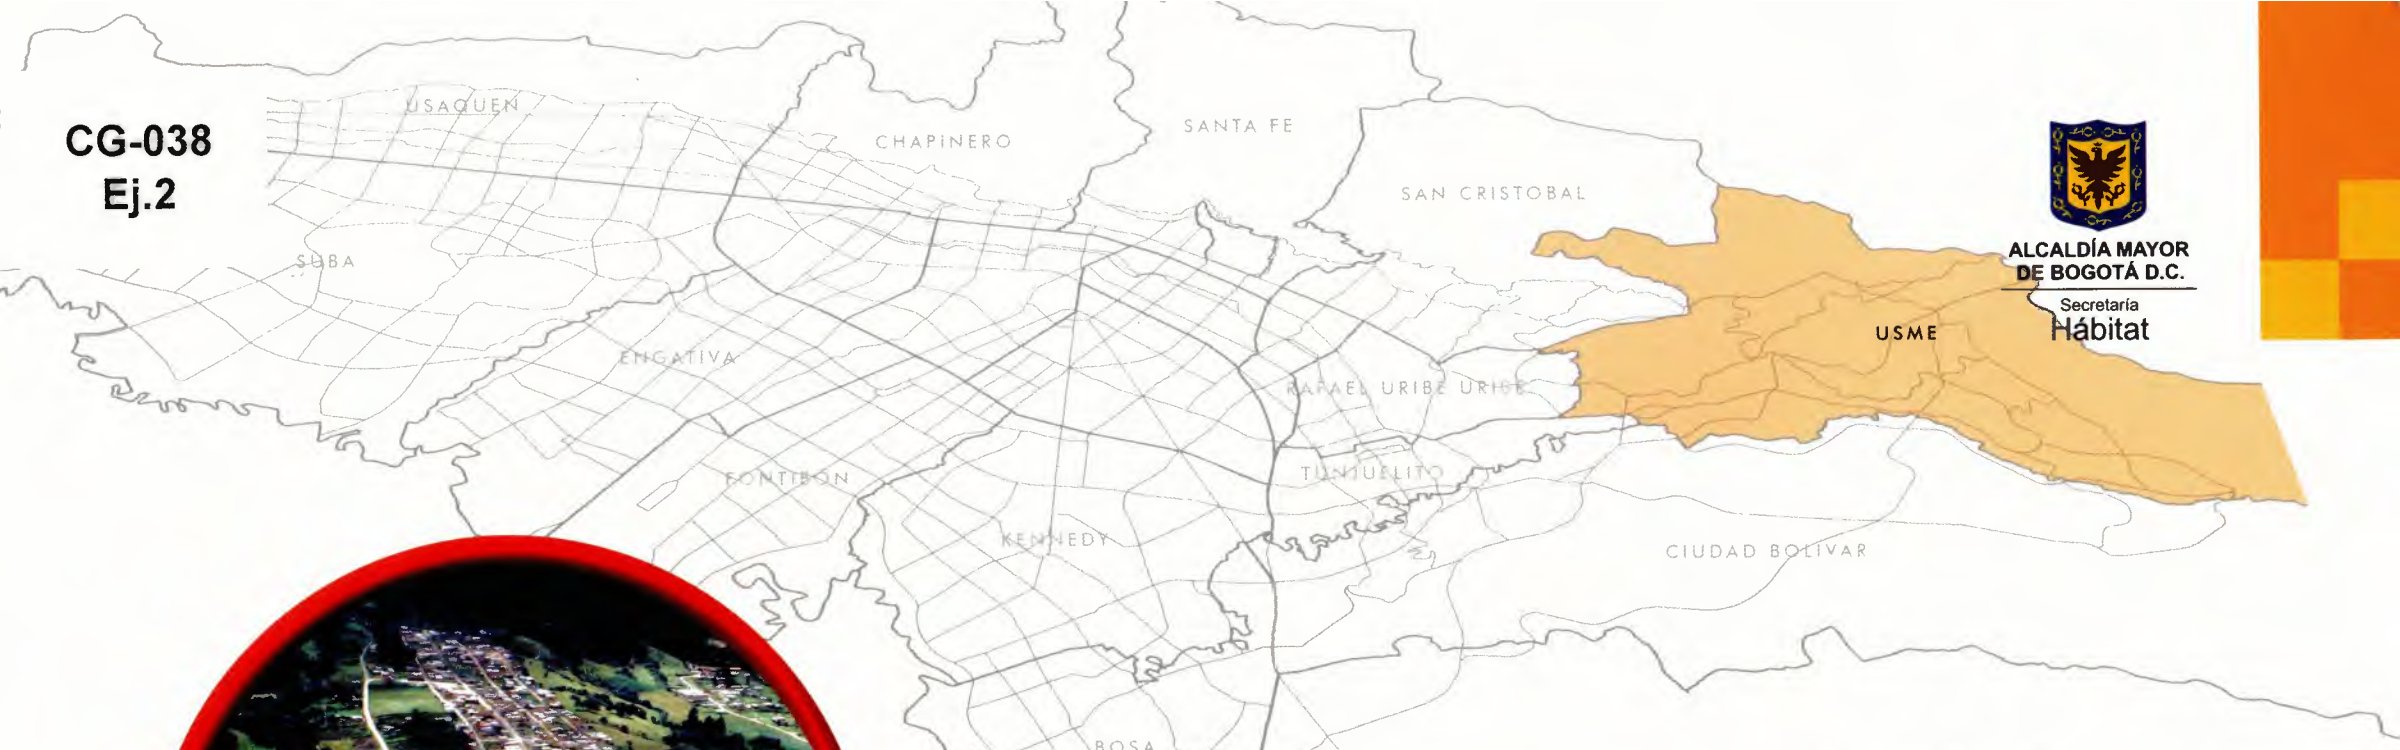 CG-038
Ej.2
USAQUEN
CHAPINERO
SANTA FE
SAN CRISTOBAL
SUBA
ENGATIVA
FONTIBON
KENNEDY
RAFAEL URIBE URIBE
TUNJUELITO
CIUDAD BOLIVAR
BOSA
USME
ALCALDÍA MAYOR
DE BOGOTÁ D.C.
Secretaría
Hábitat